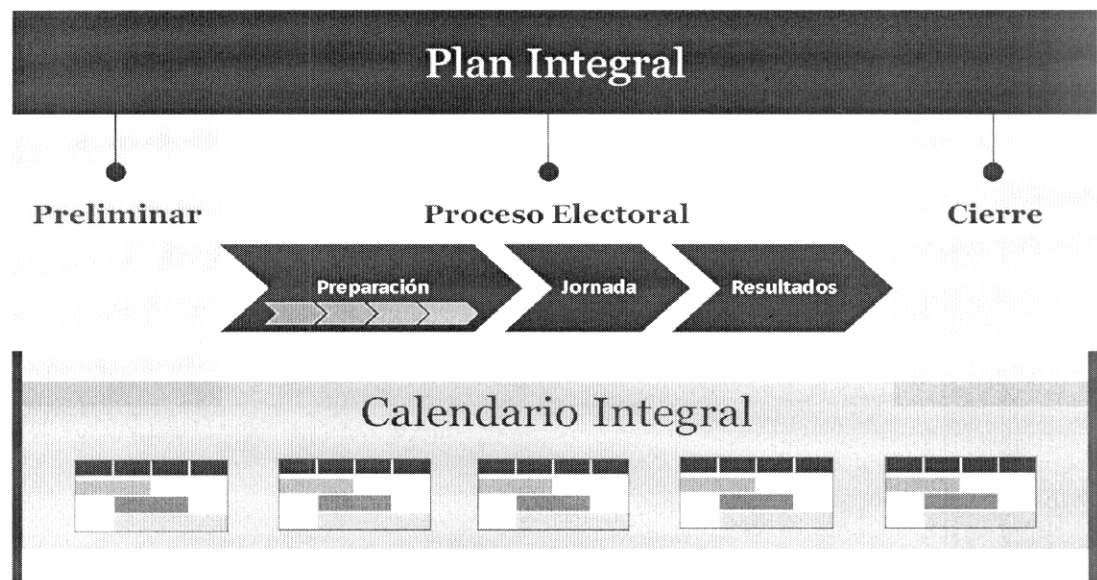 Plan Integral
Preliminar
Proceso Electoral
Cierre
Preparación
Jornada
Resultados
Calendario Integral